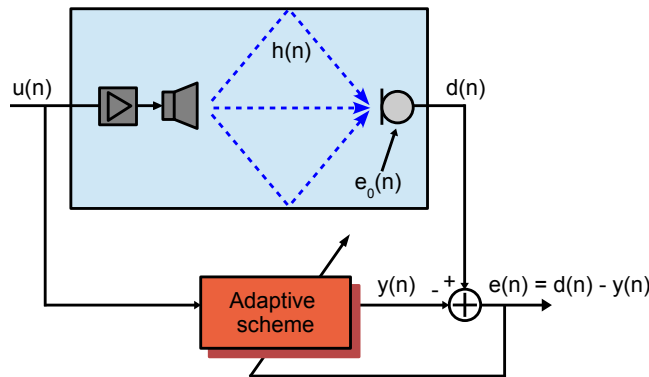 h(n)
u(n)
d(n)
e₀(n)
y(n)
- +
e(n) = d(n) - y(n)
Adaptive
scheme